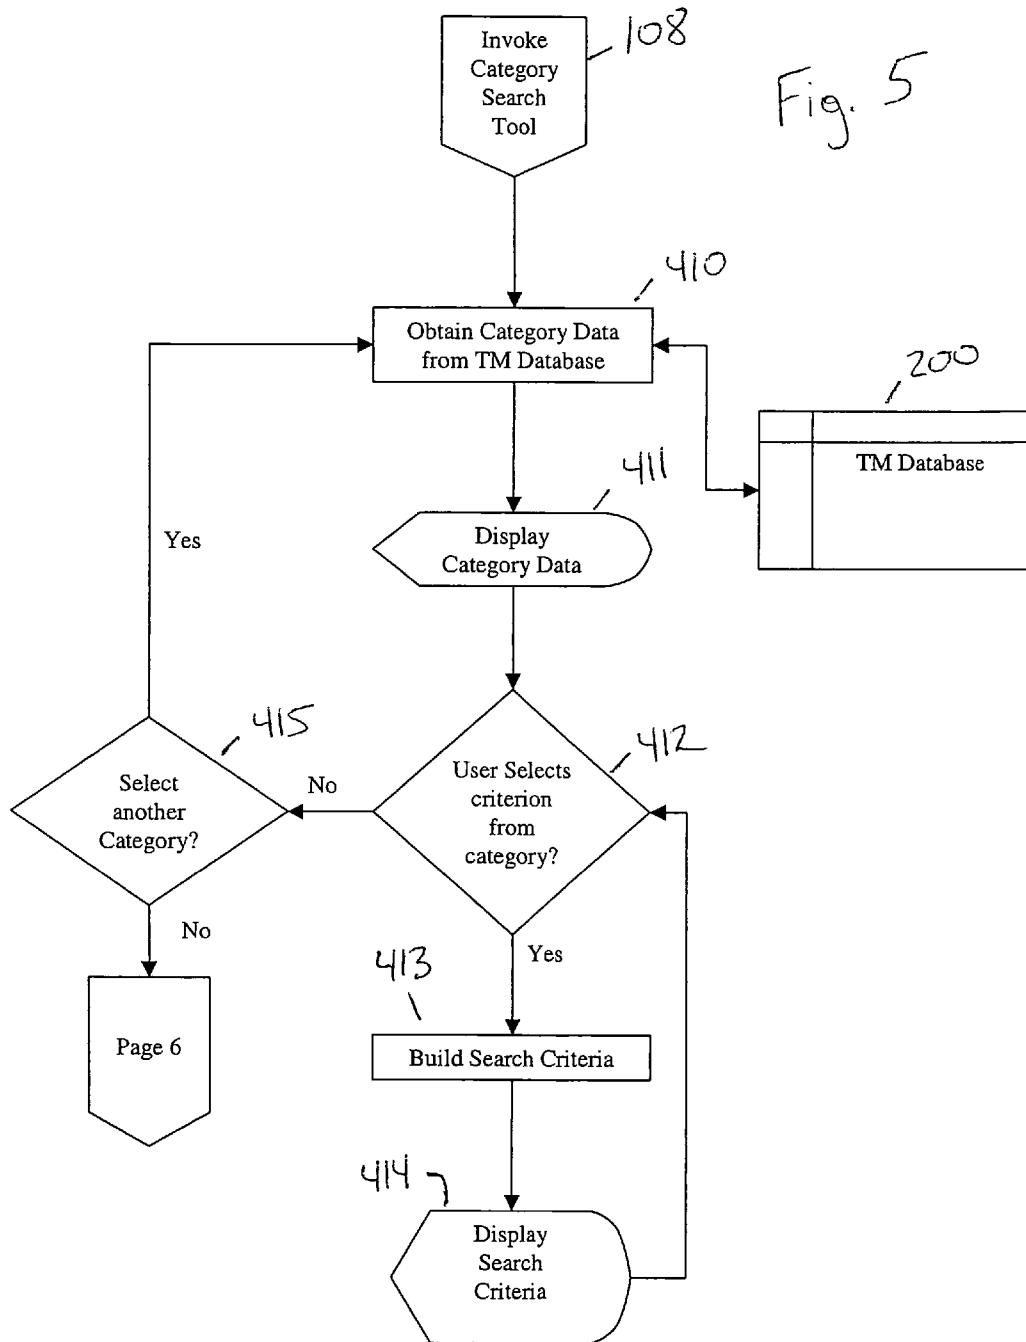 Invoke
Category
Search
Tool
108
Fig. 5
410
Obtain Category Data
from TM Database
200
TM Database
411
Display
Category Data
Yes
415
Select
another
Category?
No
412
User Selects
criterion
from
category?
No
Page 6
Yes
413
Build Search Criteria
414
Display
Search
Criteria